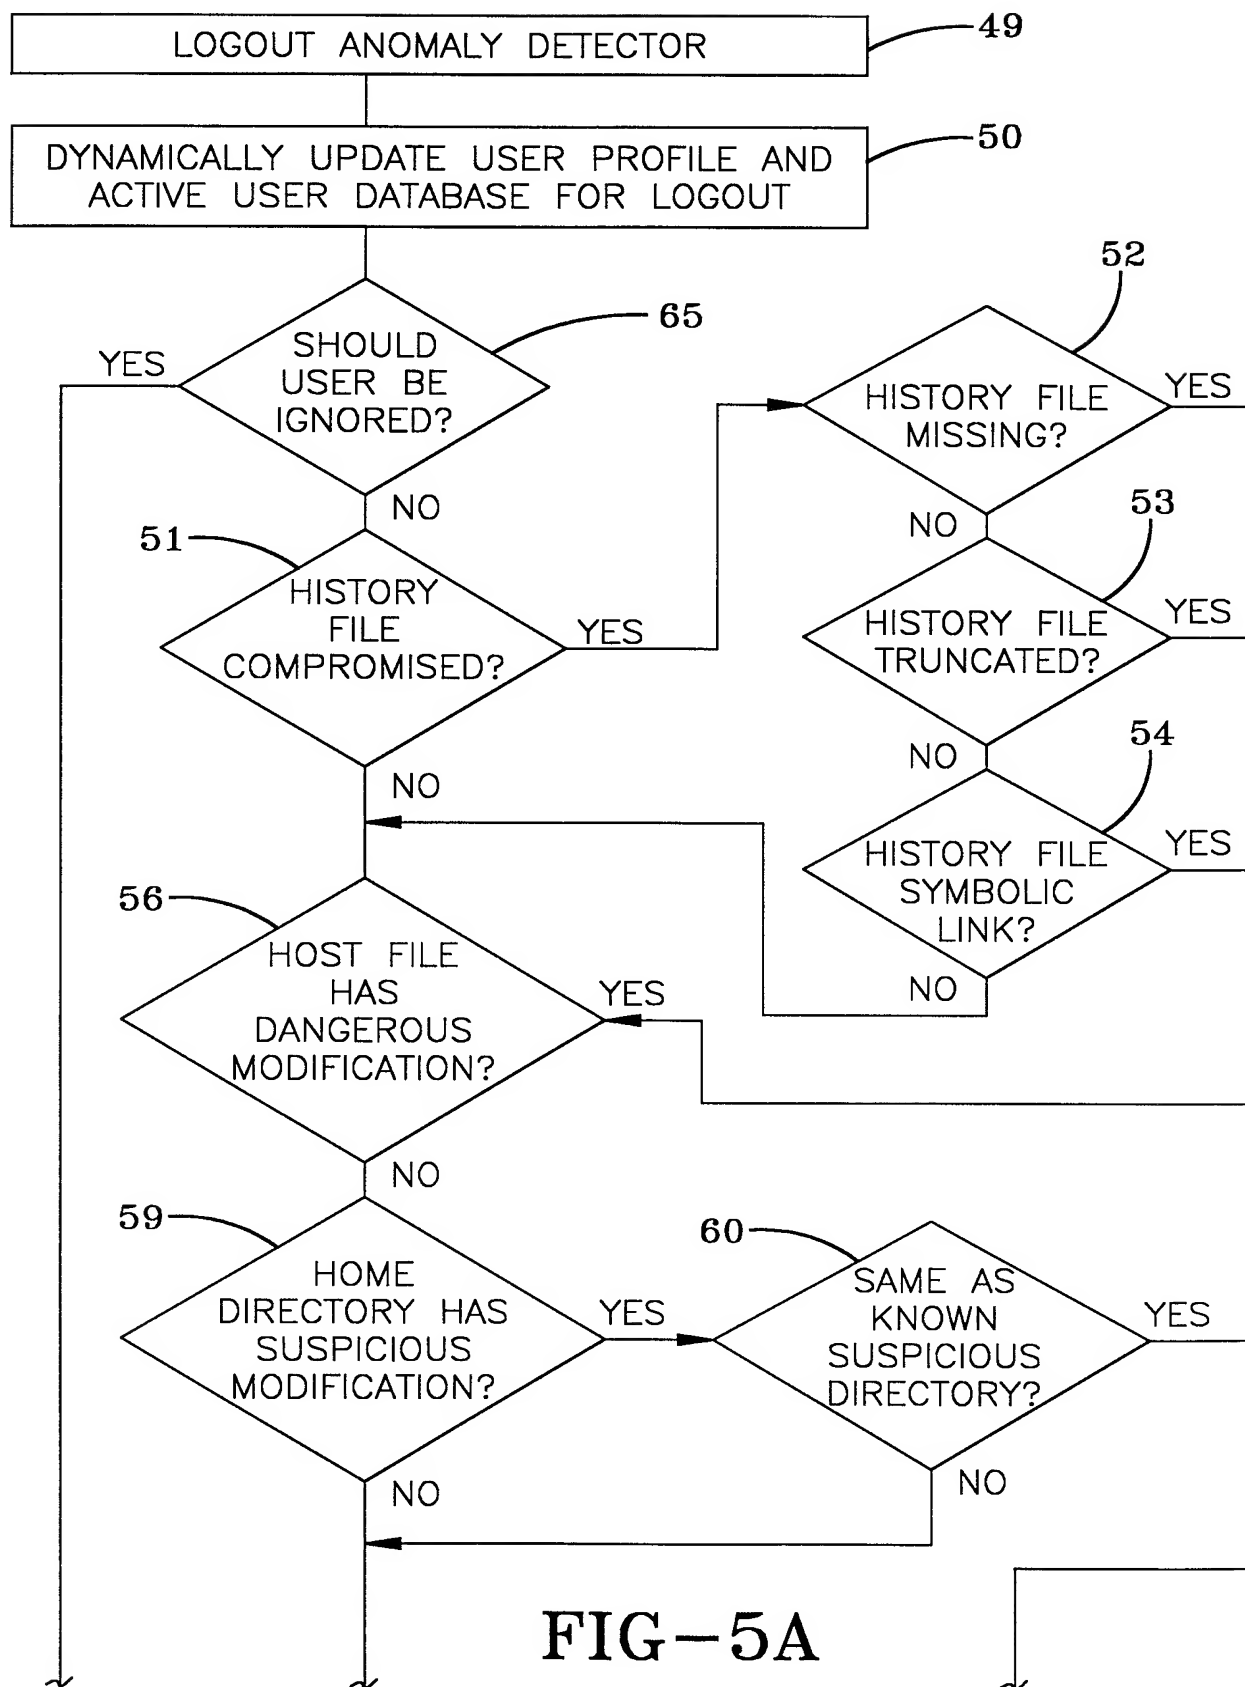 LOGOUT ANOMALY DETECTOR
49
DYNAMICALLY UPDATE USER PROFILE AND
ACTIVE USER DATABASE FOR LOGOUT
50
SHOULD
USER BE
IGNORED?
65
YES
NO
51
HISTORY
FILE
COMPROMISED?
YES
NO
52
HISTORY FILE
MISSING?
YES
NO
53
HISTORY FILE
TRUNCATED?
YES
NO
54
HISTORY FILE
SYMBOLIC
LINK?
YES
NO
56
HOST FILE
HAS
DANGEROUS
MODIFICATION?
YES
NO
59
HOME
DIRECTORY HAS
SUSPICIOUS
MODIFICATION?
YES
NO
60
SAME AS
KNOWN
SUSPICIOUS
DIRECTORY?
YES
NO
FIG-5A